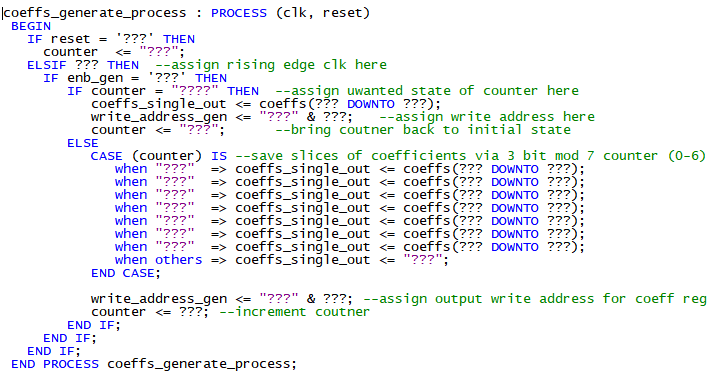 coeffs_generate_process : PROCESS (clk, reset)
BEGIN
IF reset = '???' THEN
counter <= "???";
ELSIF ??? THEN --assign rising edge clk here
IF enb_gen = '???' THEN
IF counter = "????" THEN --assign uwanted state of counter here
coeffs_single_out <= coeffs(??? DOWNTO ???);
write_address_gen <= "???" & ???; --assign write address here
counter <= "???"; --bring coutner back to initial state
ELSE
CASE (counter) IS --save slices of coefficients via 3 bit mod 7 counter (0-6)
when "???" => coeffs_single_out <= coeffs(??? DOWNTO ???);
when "???" => coeffs_single_out <= coeffs(??? DOWNTO ???);
when "???" => coeffs_single_out <= coeffs(??? DOWNTO ???);
when "???" => coeffs_single_out <= coeffs(??? DOWNTO ???);
when "???" => coeffs_single_out <= coeffs(??? DOWNTO ???);
when "???" => coeffs_single_out <= coeffs(??? DOWNTO ???);
when "???" => coeffs_single_out <= coeffs(??? DOWNTO ???);
when others => coeffs_single_out <= "???";
END CASE;
write_address_gen <= "???" & ???; --assign output write address for coeff reg
counter <= ???; --increment coutner
END IF;
END IF;
END IF;
END PROCESS coeffs_generate_process;